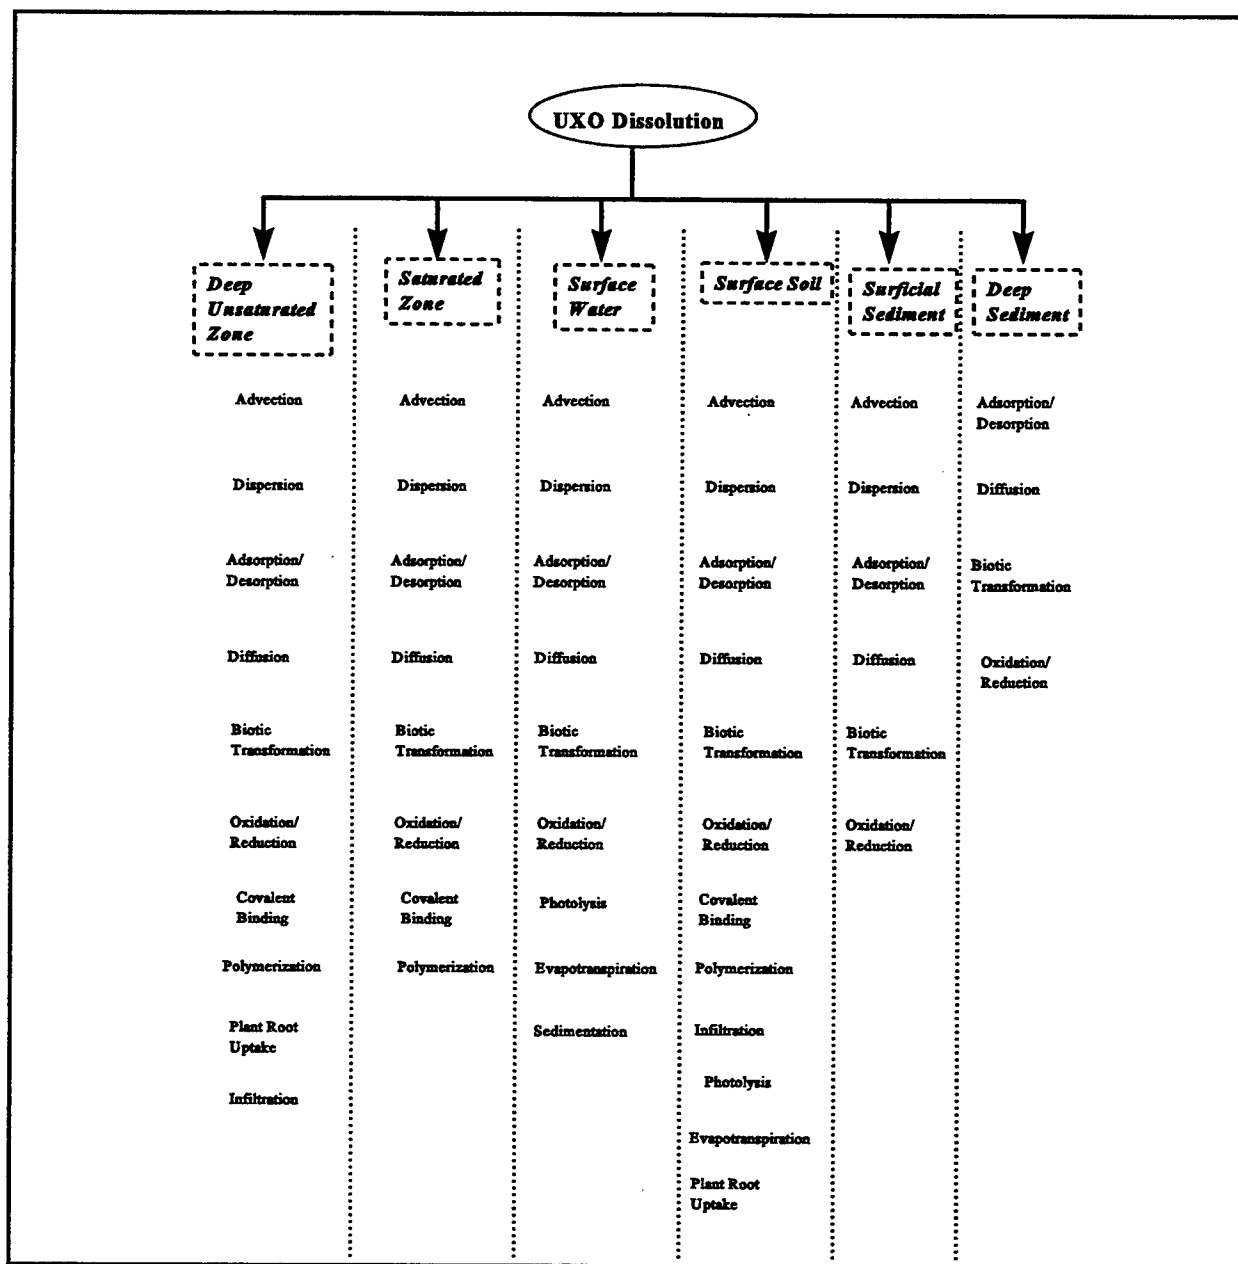 UXO Dissolution
Deep
Unsaturated
Zone
Advection
Dispersion
Adsorption/
Desorption
Diffusion
Biotic
Transformation
Oxidation/
Reduction
Covalent
Binding
Polymerization
Plant Root
Uptake
Infiltration
Saturated
Zone
Advection
Dispersion
Adsorption/
Desorption
Diffusion
Biotic
Transformation
Oxidation/
Reduction
Covalent
Binding
Polymerization
Surface
Water
Advection
Dispersion
Adsorption/
Desorption
Diffusion
Biotic
Transformation
Oxidation/
Reduction
Photolysis
Evapotranspiration
Sedimentation
Surface Soil
Advection
Dispersion
Adsorption/
Desorption
Diffusion
Biotic
Transformation
Oxidation/
Reduction
Covalent
Binding
Polymerization
Infiltration
Photolysis
Evapotranspiration
Plant Root
Uptake
Surficial
Sediment
Advection
Dispersion
Adsorption/
Desorption
Diffusion
Biotic
Transformation
Oxidation/
Reduction
Deep
Sediment
Adsorption/
Desorption
Diffusion
Biotic
Transformation
Oxidation/
Reduction